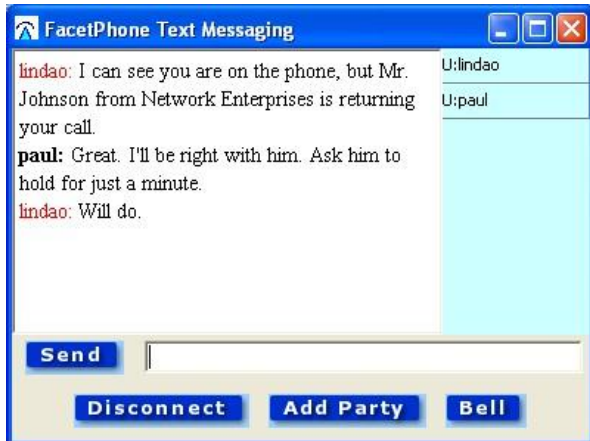 FacetPhone Text Messaging
lindao: I can see you are on the phone, but Mr.
Johnson from Network Enterprises is returning
your call.
paul: Great. I'll be right with him. Ask him to
hold for just a minute.
lindao: Will do.
U:lindao
U:paul
Send
Disconnect Add Party Bell